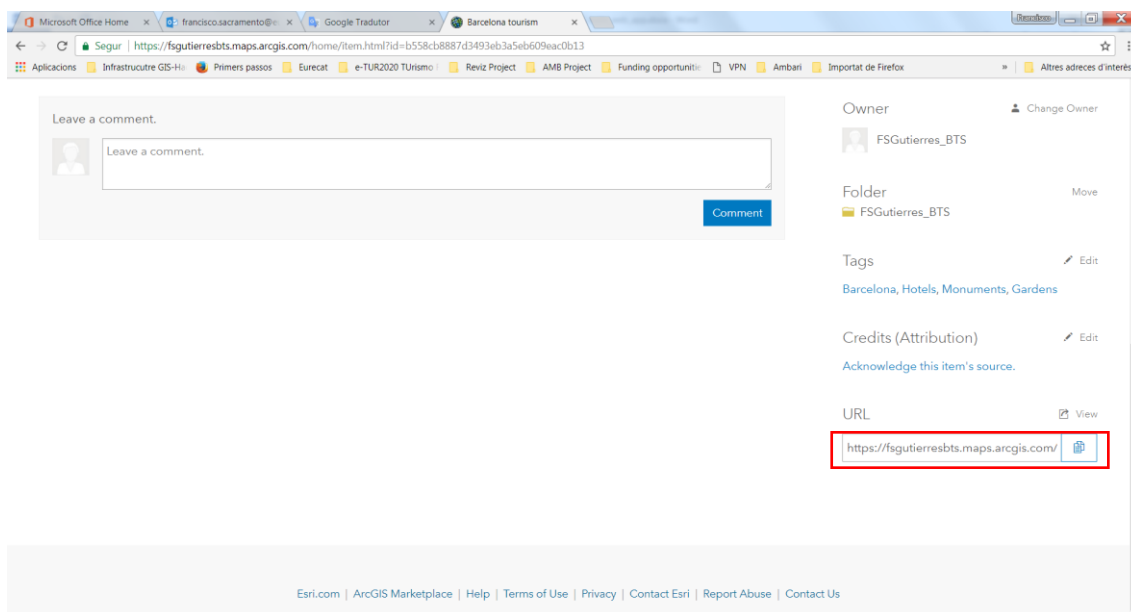 Microsoft Office Home
francisco.sacramento@e
Google Tradutor
Barcelona tourism
Segur | https://fsgutierresbts.maps.arcgis.com/home/item.html?id=b558cb8887d3493eb3a5eb609eac0b13
Aplicacions Infrastrucutre GIS-Ha Primers passos Eurecat e-TUR2020 TUrismo Reviz Project AMB Project Funding opportunitie VPN Ambari Importat de Firefox » Altres adreces d'interès
Leave a comment.
Leave a comment.
Comment
Owner Change Owner
FSGutierres_BTS
Folder Move
FSGutierres_BTS
Tags Edit
Barcelona, Hotels, Monuments, Gardens
Credits (Attribution) Edit
Acknowledge this item's source.
URL View
https://fsgutierresbts.maps.arcgis.com/
Esri.com | ArcGIS Marketplace | Help | Terms of Use | Privacy | Contact Esri | Report Abuse | Contact Us